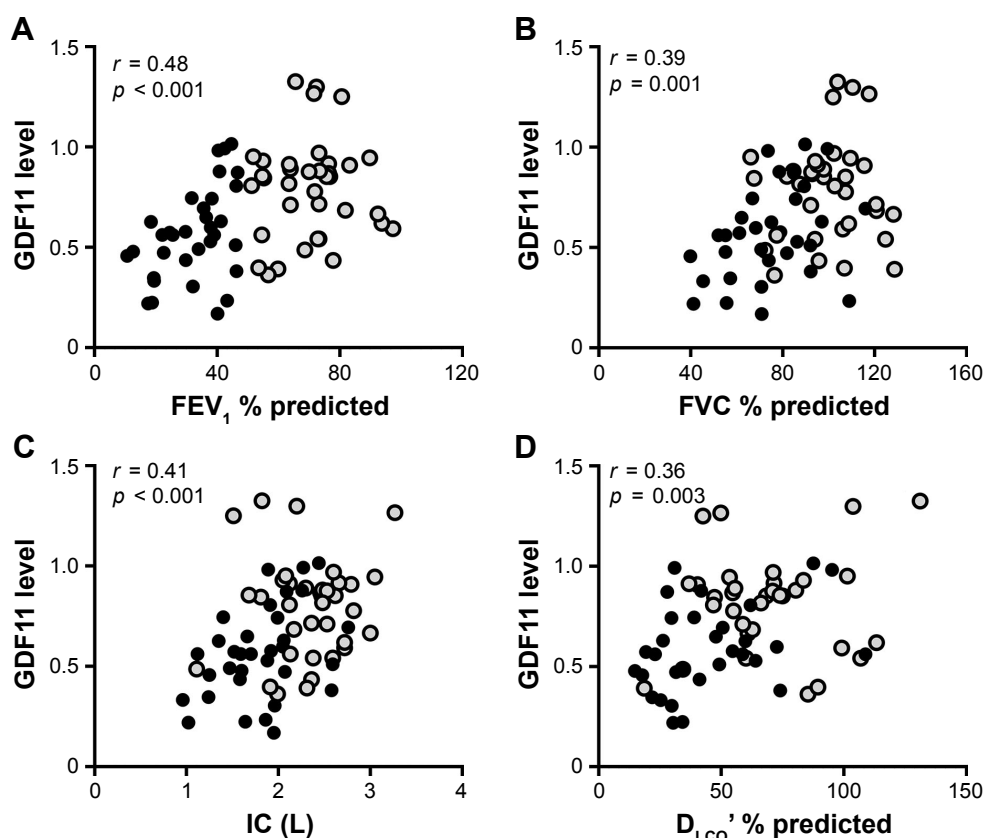 A
r = 0.48
p < 0.001
GDF11 level
1.5
1.0
0.5
0
0 40 80 120
FEV1 % predicted
B
r = 0.39
p = 0.001
GDF11 level
1.5
1.0
0.5
0
0 40 80 120 160
FVC % predicted
C
r = 0.41
p < 0.001
GDF11 level
1.5
1.0
0.5
0
0 1 2 3 4
IC (L)
D
r = 0.36
p = 0.003
GDF11 level
1.5
1.0
0.5
0
0 50 100 150
DLCO’ % predicted